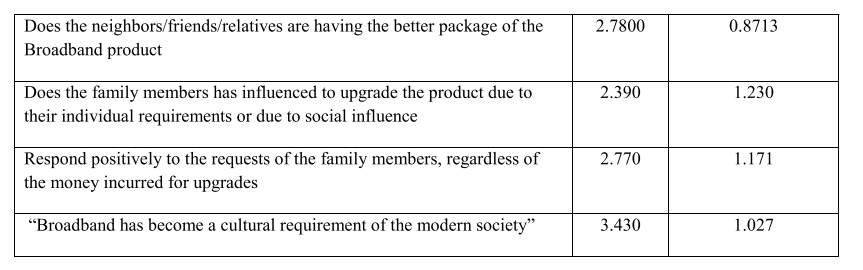 Does the neighbors/friends/relatives are having the better package of the 2.7800 0.8713
Broadband product
Does the family members has influenced to upgrade the product due to 2.390 1.230
their individual requirements or due to social influence
Respond positively to the requests of the family members, regardless of 2.770 1.171
the money incurred for upgrades
“Broadband has become a cultural requirement of the modern society” 3.430 1.027